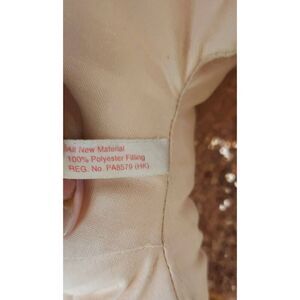 All New Material
100% Polyester Filling
REG. No. PA8579 (HK)